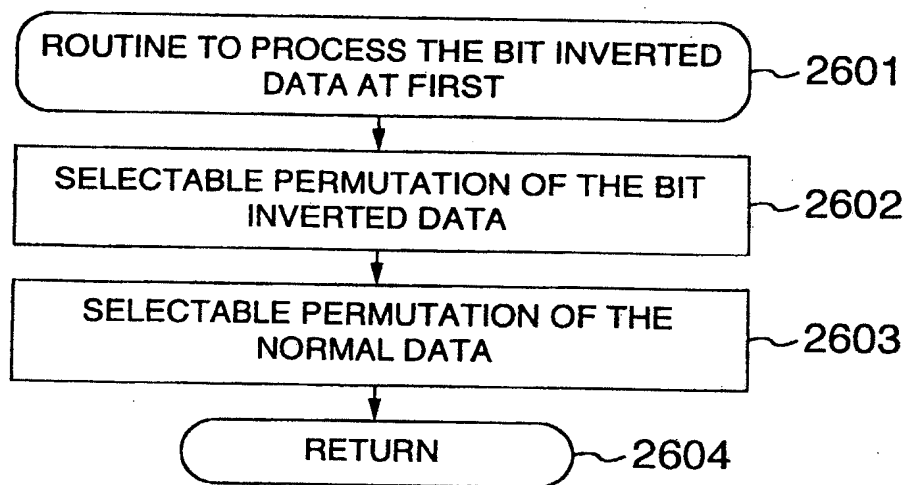 ROUTINE TO PROCESS THE BIT INVERTED
DATA AT FIRST
2601
SELECTABLE PERMUTATION OF THE BIT
INVERTED DATA
2602
SELECTABLE PERMUTATION OF THE
NORMAL DATA
2603
RETURN
2604